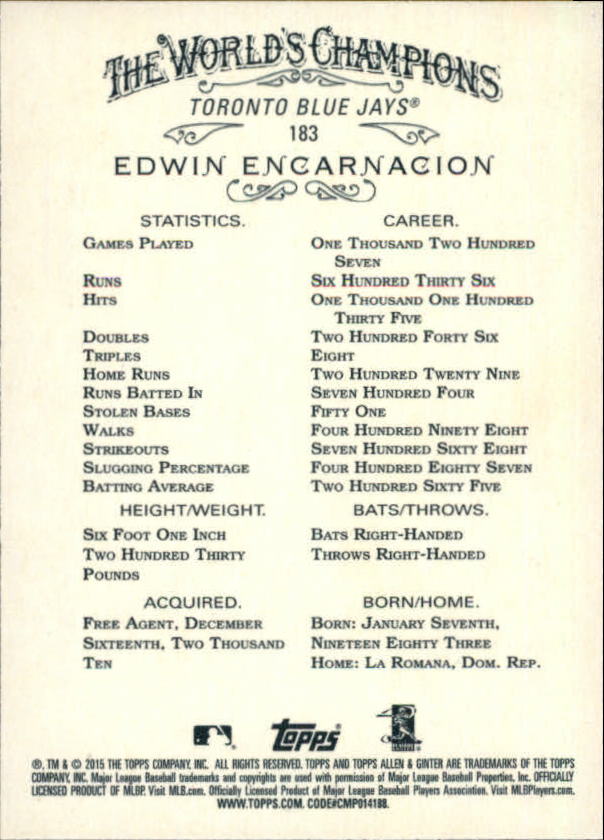 THE WORLD'S CHAMPIONS
TORONTO BLUE JAYS®
183
EDWIN ENCARNACION
STATISTICS. CAREER.
GAMES PLAYED ONE THOUSAND TWO HUNDRED
SEVEN
RUNS SIX HUNDRED THIRTY SIX
HITS ONE THOUSAND ONE HUNDRED
THIRTY FIVE
DOUBLES TWO HUNDRED FORTY SIX
TRIPLES EIGHT
HOME RUNS TWO HUNDRED TWENTY NINE
RUNS BATTED IN SEVEN HUNDRED FOUR
STOLEN BASES FIFTY ONE
WALKS FOUR HUNDRED NINETY EIGHT
STRIKEOUTS SEVEN HUNDRED SIXTY EIGHT
SLUGGING PERCENTAGE FOUR HUNDRED EIGHTY SEVEN
BATTING AVERAGE TWO HUNDRED SIXTY FIVE
HEIGHT/WEIGHT. BATS/THROWS.
SIX FOOT ONE INCH BATS RIGHT-HANDED
TWO HUNDRED THIRTY THROWS RIGHT-HANDED
POUNDS
ACQUIRED. BORN/HOME.
FREE AGENT, DECEMBER BORN: JANUARY SEVENTH,
SIXTEENTH, TWO THOUSAND NINETEEN EIGHTY THREE
TEN HOME: LA ROMANA, DOM. REP.
topps
®, TM & © 2015 THE TOPPS COMPANY, INC. ALL RIGHTS RESERVED. TOPPS AND TOPPS ALLEN & GINTER ARE TRADEMARKS OF THE TOPPS
COMPANY, INC. Major League Baseball trademarks and copyrights are used with permission of Major League Baseball Properties, Inc. OFFICIALLY
LICENSED PRODUCT OF MLBP. Visit MLB.com. Officially Licensed Product of Major League Baseball Players Association. Visit MLBPlayers.com.
WWW.TOPPS.COM. CODE#CMP014188.